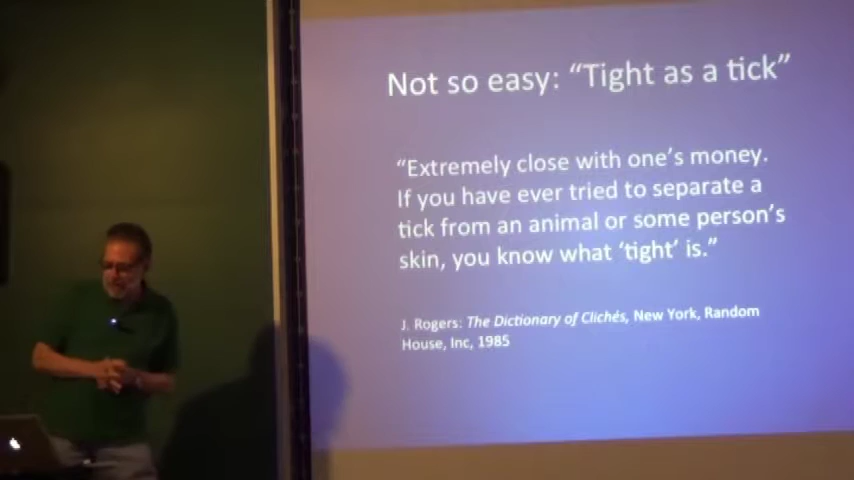 Not so easy: “Tight as a tick”
“Extremely close with one’s money.
If you have ever tried to separate a
tick from an animal or some person’s
skin, you know what ‘tight’ is.”
J. Rogers: The Dictionary of Clichés, New York, Random
House, Inc, 1985